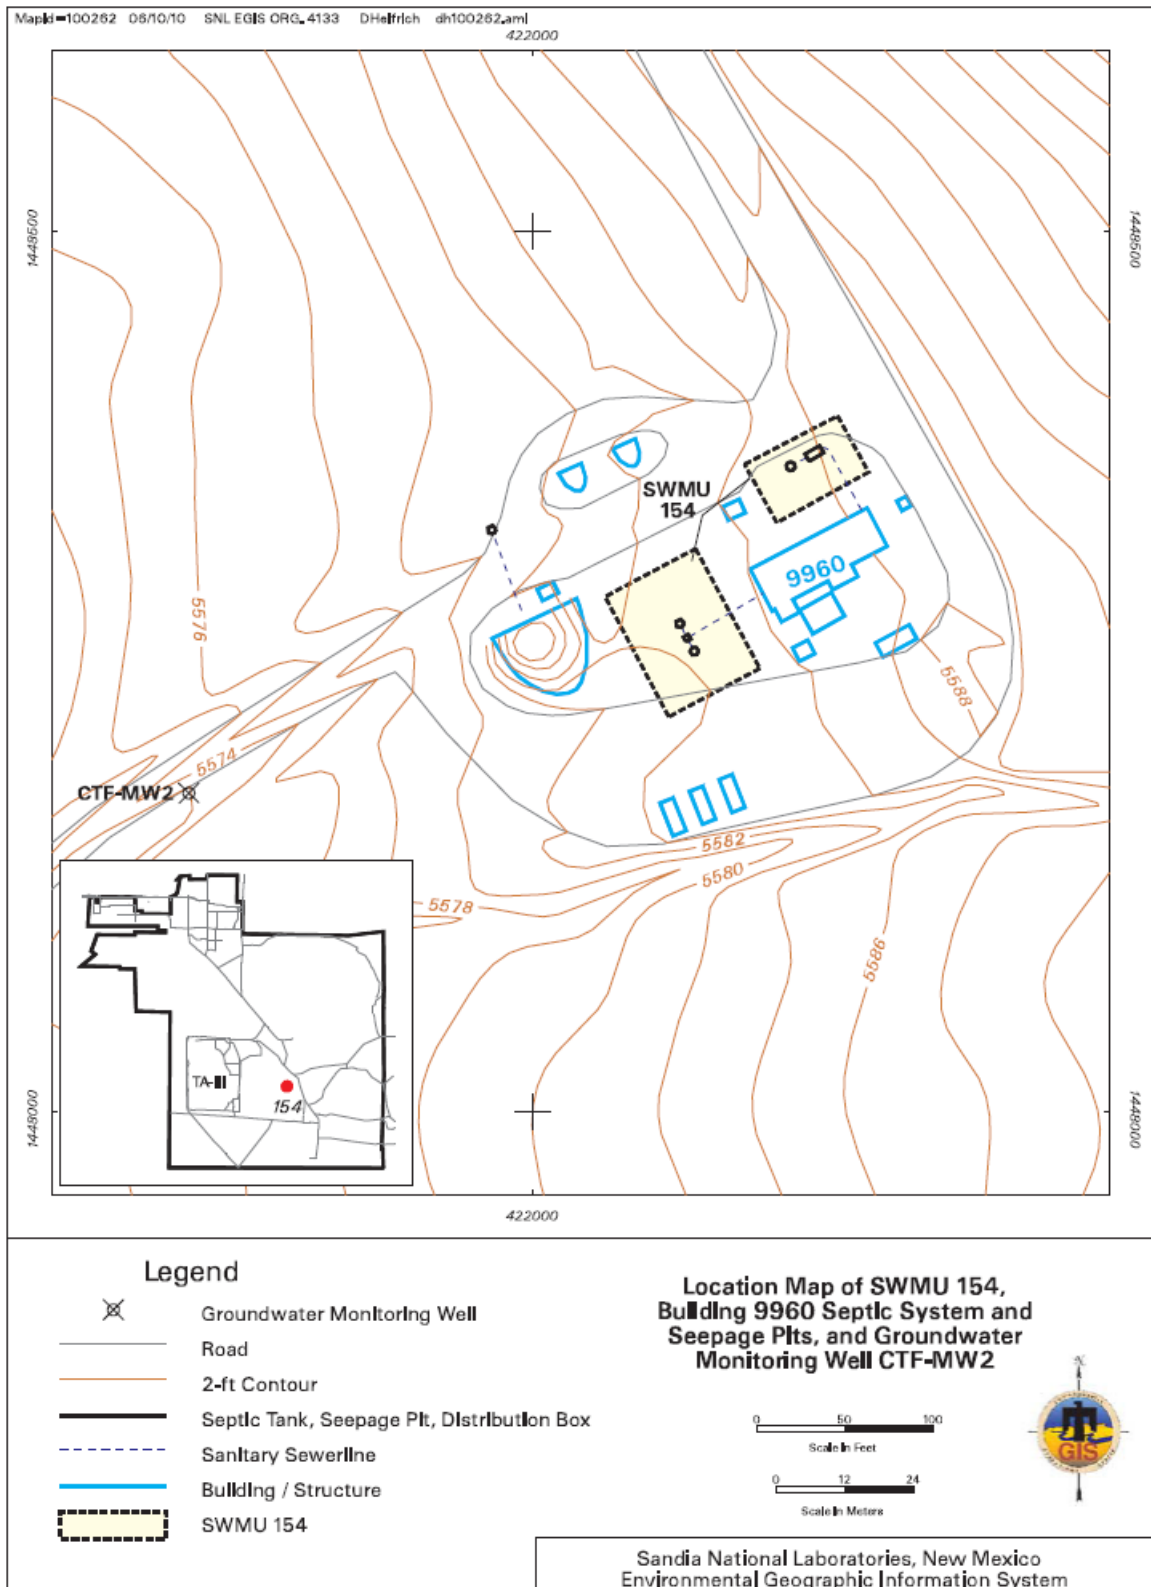 MapId=100262 06/10/10 SNL EGIS ORG. 4133 DHelfrich dh100262.aml
422000
1448500
1448500
SWMU
154
9960
5576
5588
5574
CTF-MW2
5582
5580
5578
5586
TA-III
154
1448000
1448000
422000
Legend
Groundwater Monitoring Well
Road
2-ft Contour
Septic Tank, Seepage Pit, Distribution Box
Sanitary Sewerline
Building / Structure
SWMU 154
Location Map of SWMU 154,
Building 9960 Septic System and
Seepage Pits, and Groundwater
Monitoring Well CTF-MW2
0 50 100
Scale in Feet
0 12 24
Scale in Meters
N
GIS
Sandia National Laboratories, New Mexico
Environmental Geographic Information System